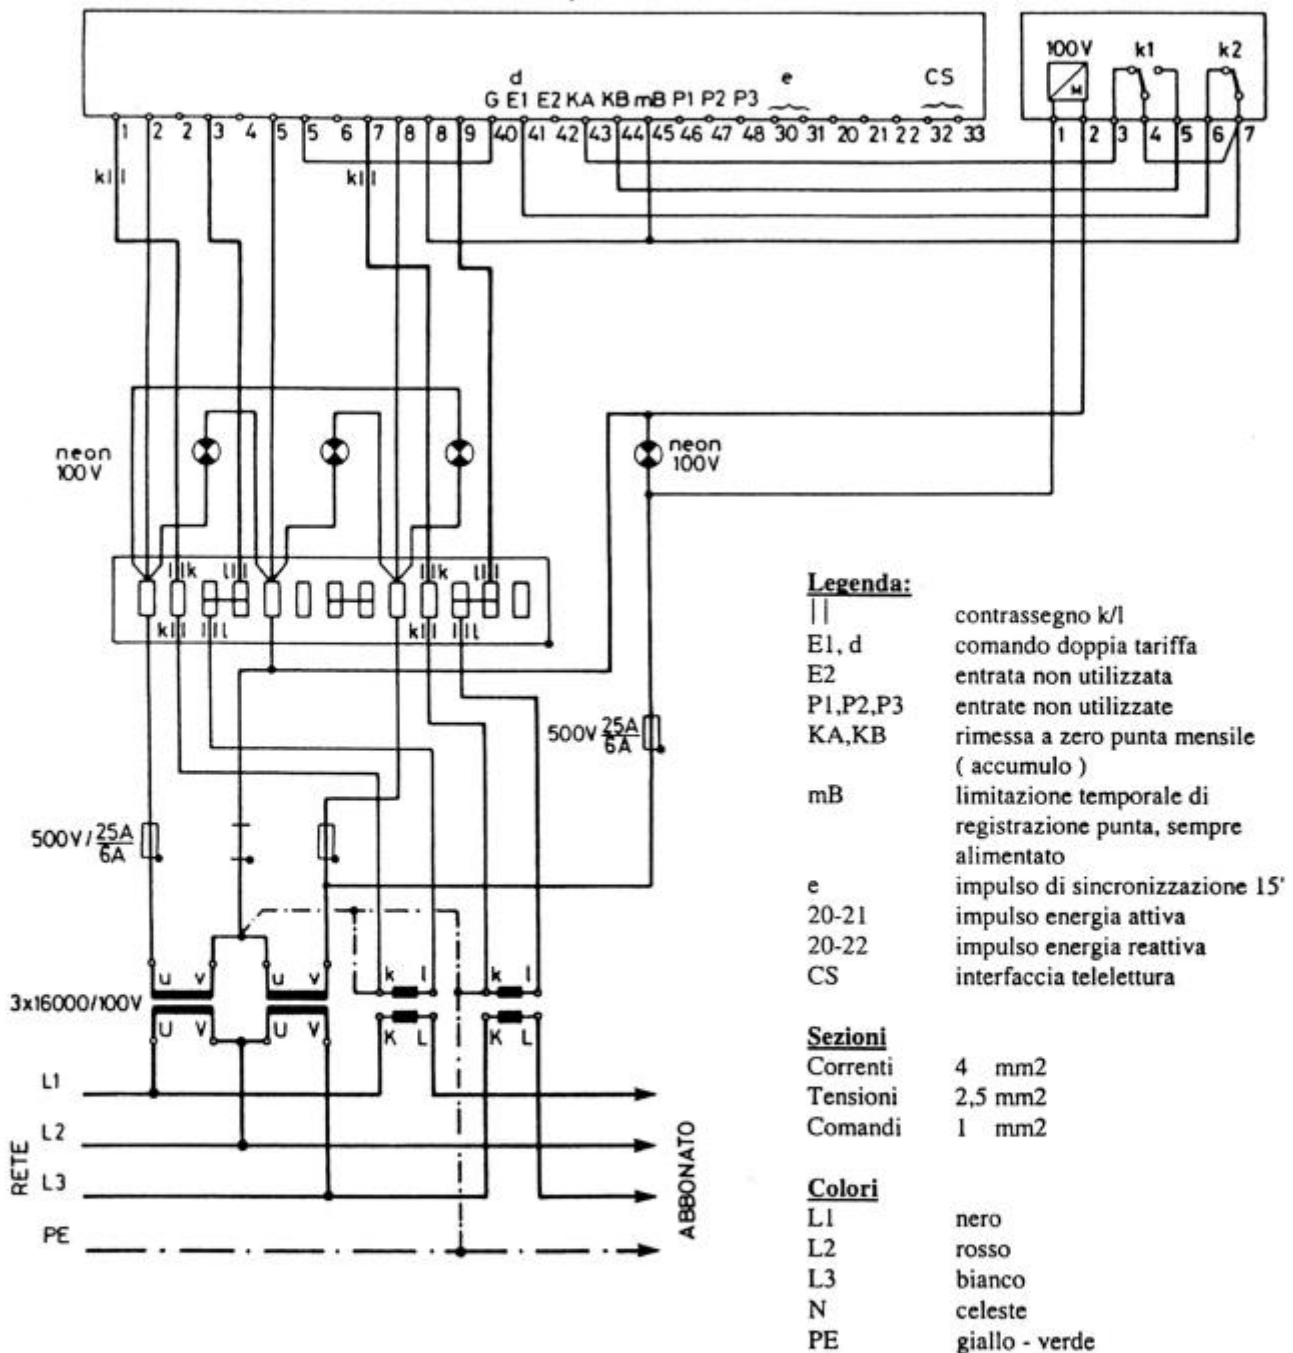 100V k1 k2
M
d e CS
G E1 E2 KA KB mB P1 P2 P3
1 2 2 3 4 5 5 6 7 8 8 9 40 41 42 43 44 45 46 47 48 30 31 20 21 22 32 33
1 2 3 4 5 6 7
k l
k l
neon
100V
neon
100V
k l k l
k l k l
500V 25A
6A
500V/ 25A
6A
u v u v k l k l
3x16000/100V
U V U V K L K L
L1
L2
L3
PE
RETE
ABBONATO
Legenda:
|| contrassegno k/l
E1, d comando doppia tariffa
E2 entrata non utilizzata
P1,P2,P3 entrate non utilizzate
KA,KB rimessa a zero punta mensile
( accumulo )
mB limitazione temporale di
registrazione punta, sempre
alimentato
e impulso di sincronizzazione 15'
20-21 impulso energia attiva
20-22 impulso energia reattiva
CS interfaccia telelettura
Sezioni
Correnti 4 mm2
Tensioni 2,5 mm2
Comandi 1 mm2
Colori
L1 nero
L2 rosso
L3 bianco
N celeste
PE giallo - verde